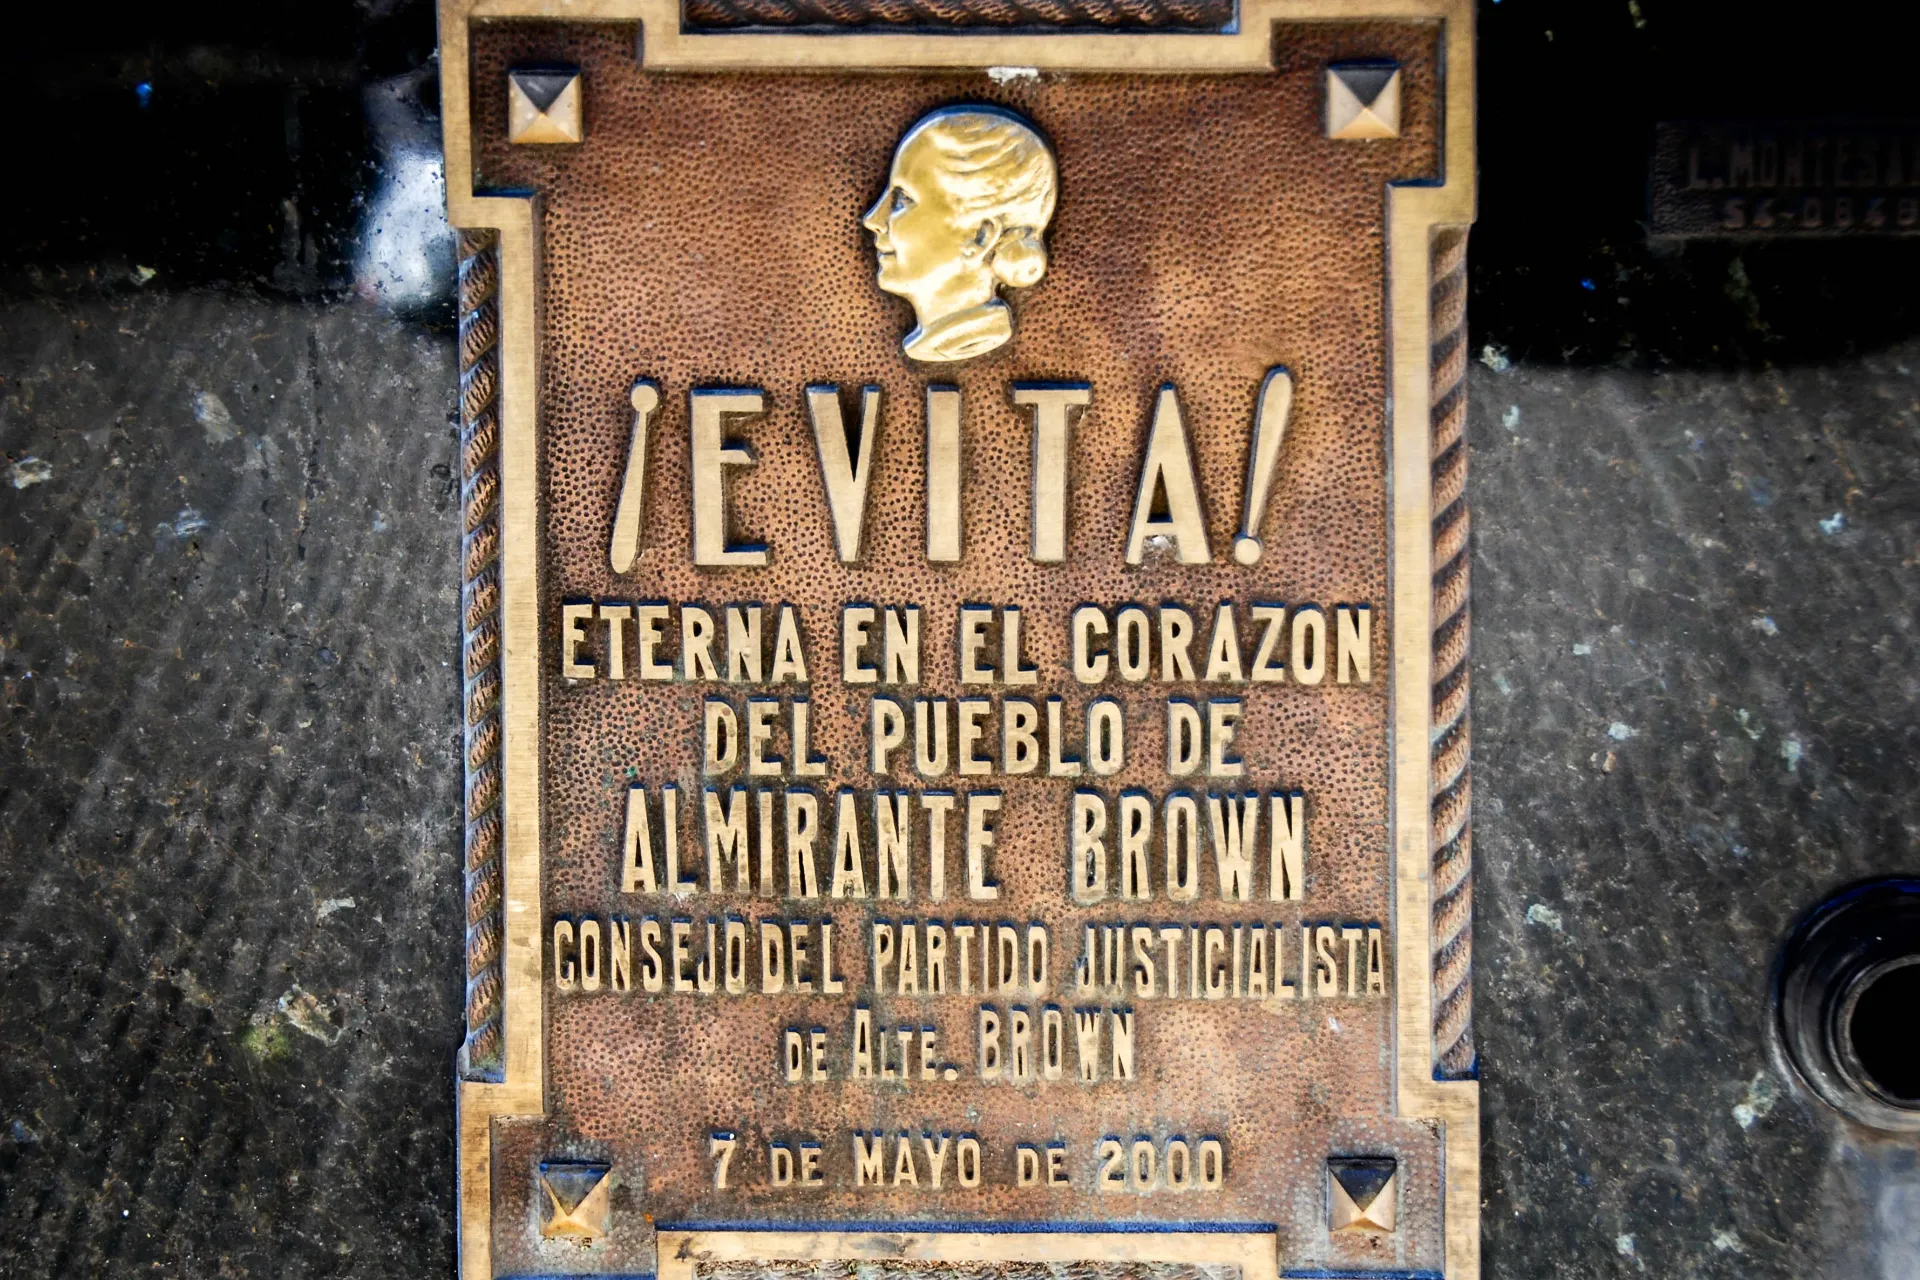 ¡EVITA!
ETERNA EN EL CORAZON
DEL PUEBLO DE
ALMIRANTE BROWN
CONSEJO DEL PARTIDO JUSTICIALISTA
DE ALTE. BROWN
7 DE MAYO DE 2000